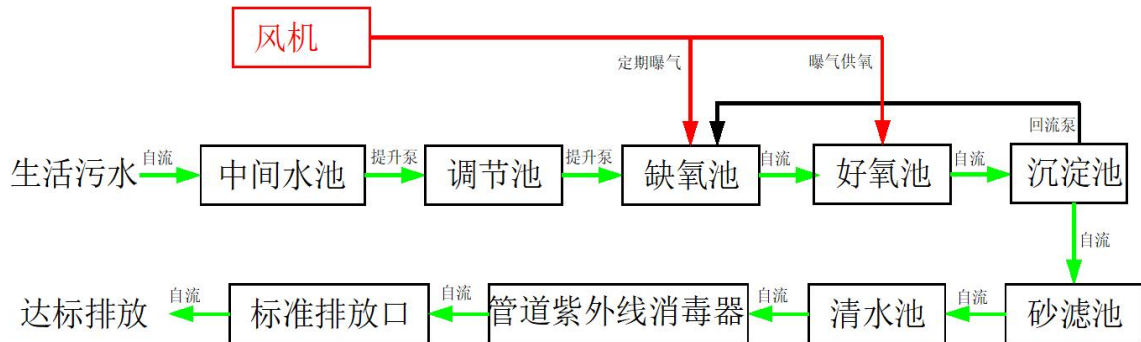 风机
定期曝气
曝气供氧
回流泵
生活污水
自流
中间水池
提升泵
调节池
提升泵
缺氧池
自流
好氧池
自流
沉淀池
自流
达标排放
自流
标准排放口
自流
管道紫外线消毒器
自流
清水池
自流
砂滤池